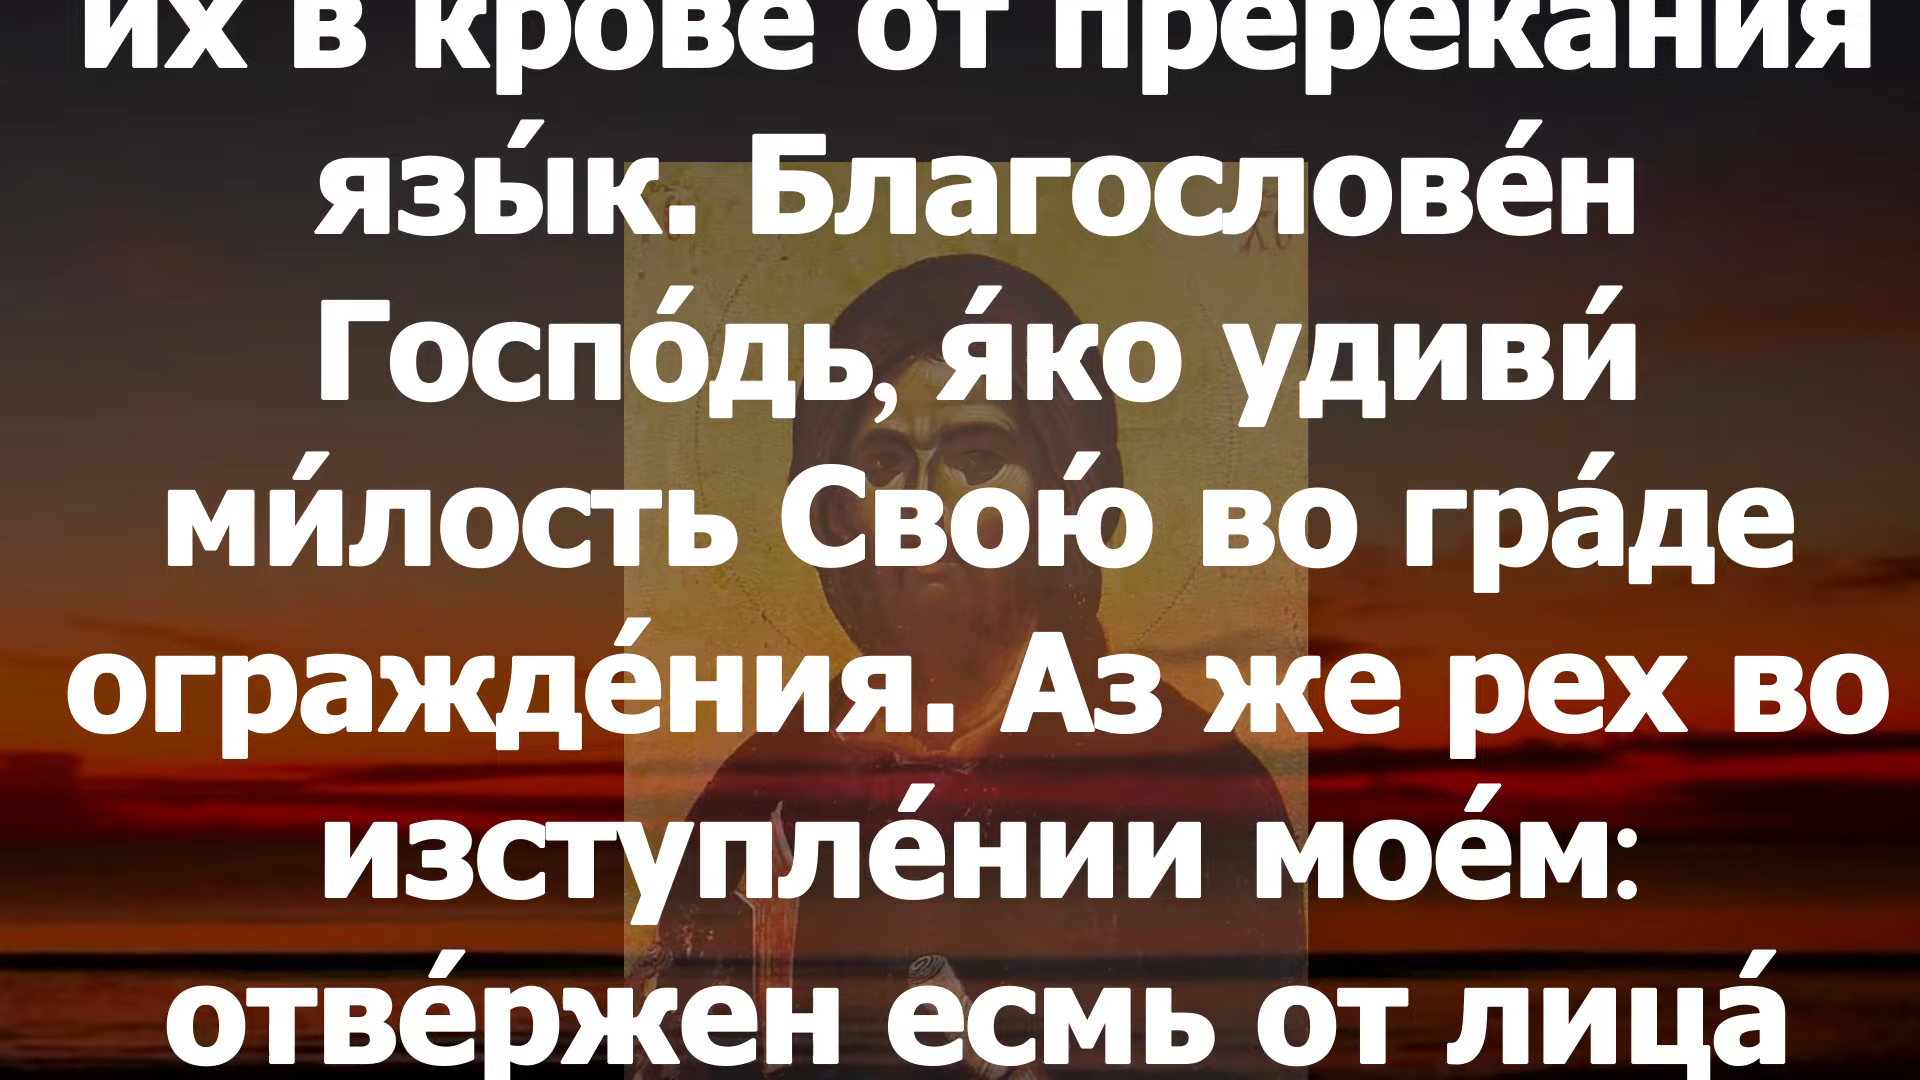 их в крове от пререкания
язы́к. Благослове́н
Госпо́дь, я́ко удиви́
ми́лость Свою́ во гра́де
огражде́ния. Аз же рех во
изступле́нии мое́м:
отве́ржен есмь от лица́